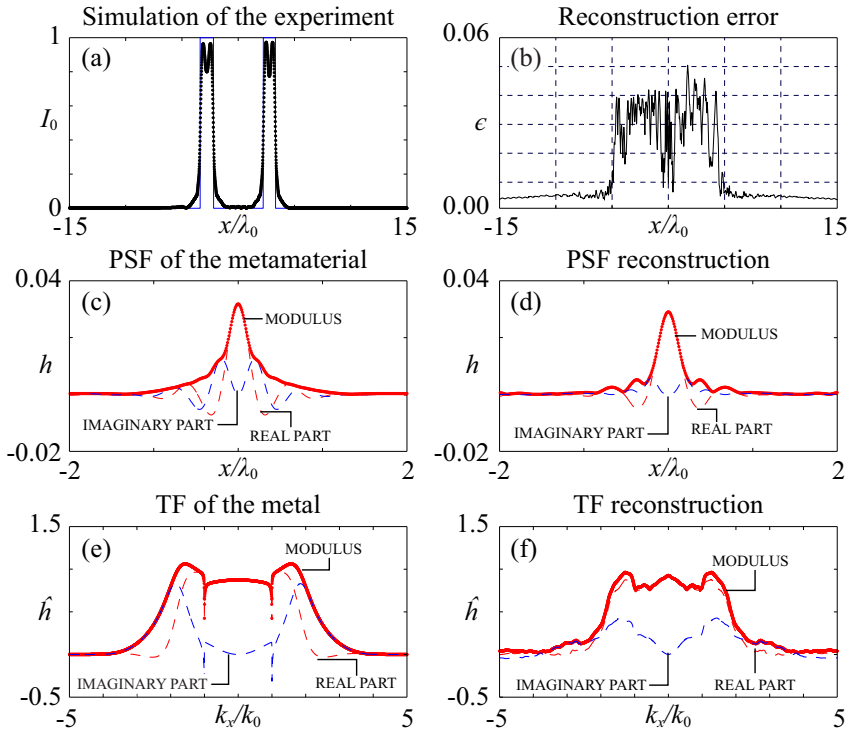 Simulation of the experiment
(a)
1
I₀
0
-15
x/λ₀
15
Reconstruction error
(b)
0.06
ϵ
0.00
-15
x/λ₀
15
PSF of the metamaterial
(c)
0.04
MODULUS
h
IMAGINARY PART
REAL PART
-0.02
-2
x/λ₀
2
PSF reconstruction
(d)
0.04
MODULUS
h
IMAGINARY PART
REAL PART
-0.02
-2
x/λ₀
2
TF of the metal
(e)
1.5
MODULUS
ĥ
IMAGINARY PART
REAL PART
-0.5
-5
kₓ/k₀
5
TF reconstruction
(f)
1.5
MODULUS
ĥ
IMAGINARY PART
REAL PART
-0.5
-5
kₓ/k₀
5